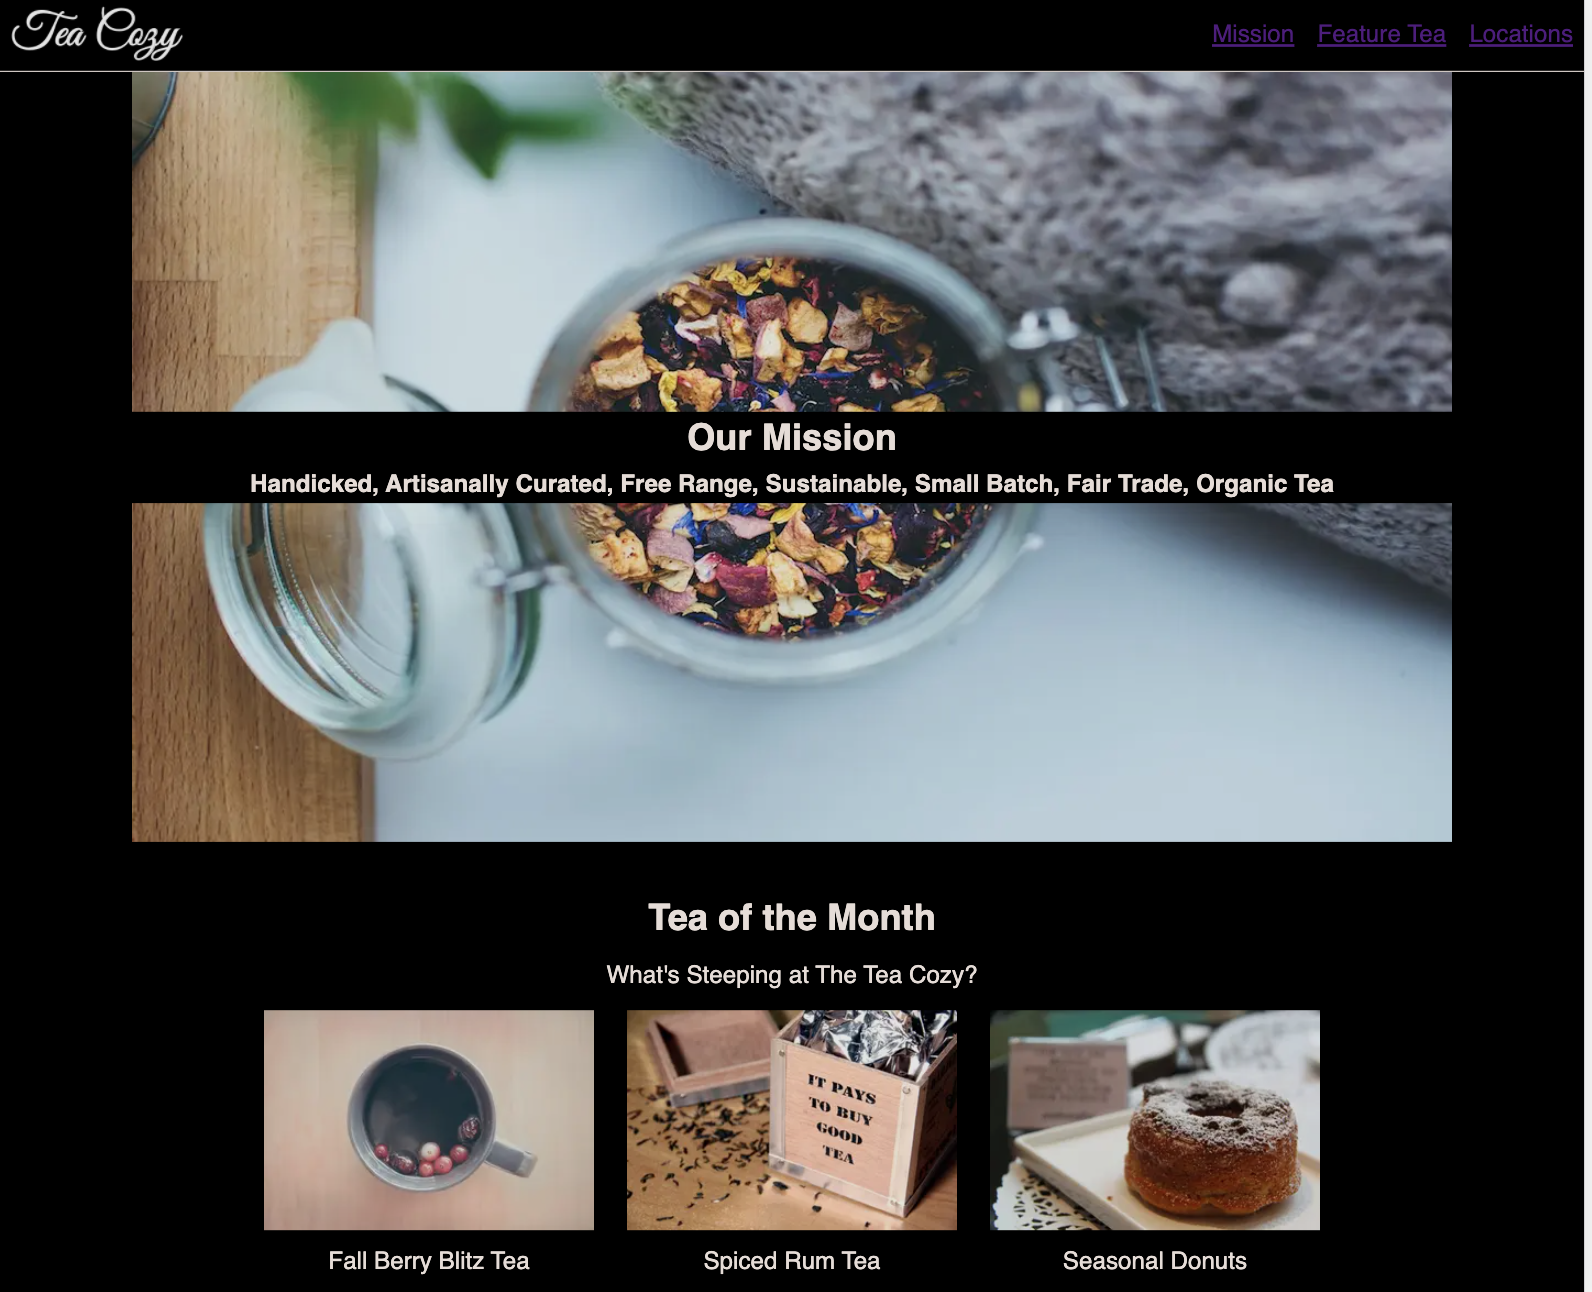 Tea Cozy
Mission Feature Tea Locations
Our Mission
Handicked, Artisanally Curated, Free Range, Sustainable, Small Batch, Fair Trade, Organic Tea
Tea of the Month
What's Steeping at The Tea Cozy?
IT PAYS
TO BUY
GOOD
TEA
Fall Berry Blitz Tea
Spiced Rum Tea
Seasonal Donuts